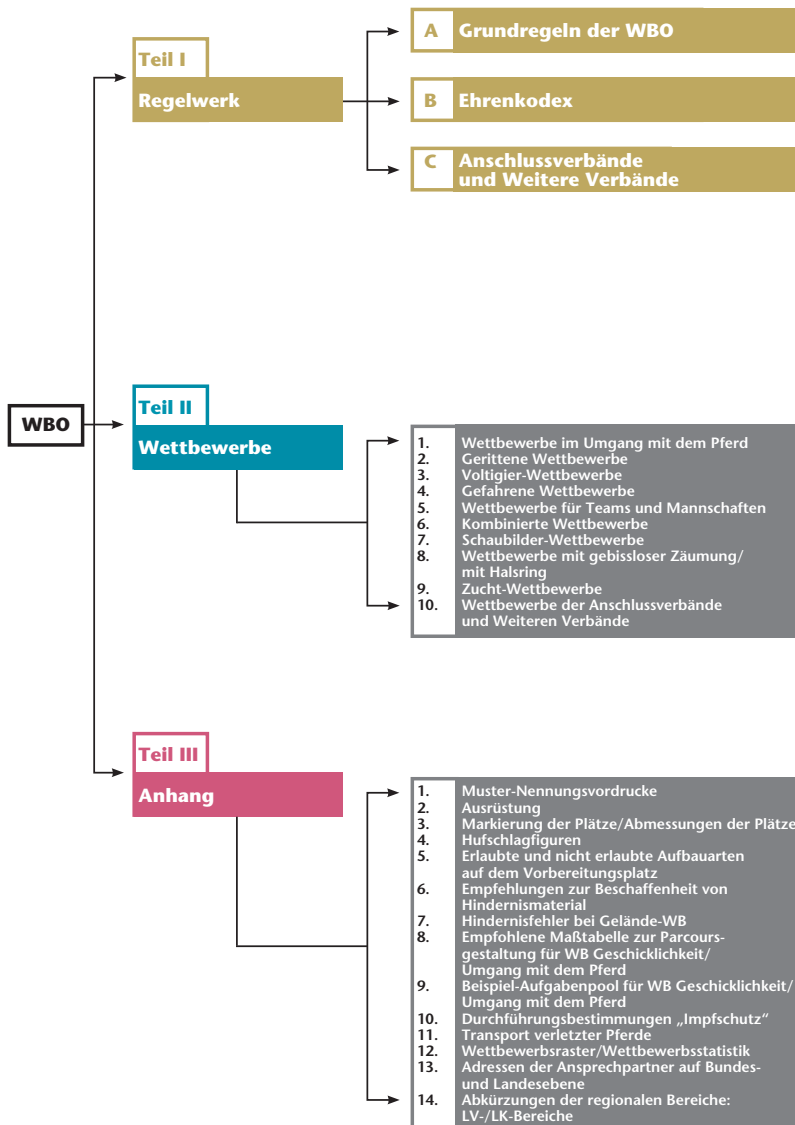 Teil I
Regelwerk
A Grundregeln der WBO
B Ehrenkodex
C Anschlussverbände
und Weitere Verbände
WBO
Teil II
Wettbewerbe
1. Wettbewerbe im Umgang mit dem Pferd
2. Gerittene Wettbewerbe
3. Voltigier-Wettbewerbe
4. Gefahrene Wettbewerbe
5. Wettbewerbe für Teams und Mannschaften
6. Kombinierte Wettbewerbe
7. Schaubilder-Wettbewerbe
8. Wettbewerbe mit gebissloser Zäumung/
mit Halsring
9. Zucht-Wettbewerbe
10. Wettbewerbe der Anschlussverbände
und Weiteren Verbände
Teil III
Anhang
1. Muster-Nennungsvordrucke
2. Ausrüstung
3. Markierung der Plätze/Abmessungen der Plätze
4. Hufschlagfiguren
5. Erlaubte und nicht erlaubte Aufbauarten
auf dem Vorbereitungsplatz
6. Empfehlungen zur Beschaffenheit von
Hindernismaterial
7. Hindernisfehler bei Gelände-WB
8. Empfohlene Maßtabelle zur Parcours-
gestaltung für WB Geschicklichkeit/
Umgang mit dem Pferd
9. Beispiel-Aufgabenpool für WB Geschicklichkeit/
Umgang mit dem Pferd
10. Durchführungsbestimmungen „Impfschutz“
11. Transport verletzter Pferde
12. Wettbewerbsraster/Wettbewerbsstatistik
13. Adressen der Ansprechpartner auf Bundes-
und Landesebene
14. Abkürzungen der regionalen Bereiche:
LV-/LK-Bereiche